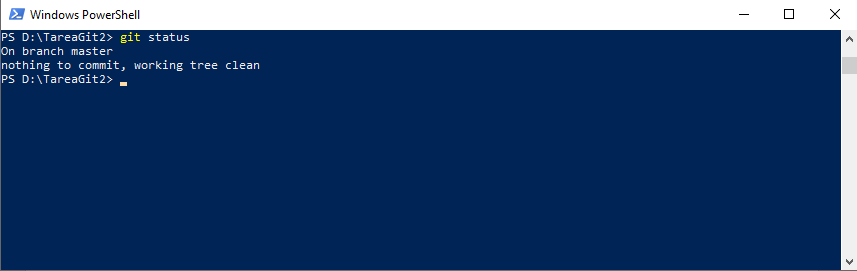 Windows PowerShell
PS D:\TareaGit2> git status
On branch master
nothing to commit, working tree clean
PS D:\TareaGit2>